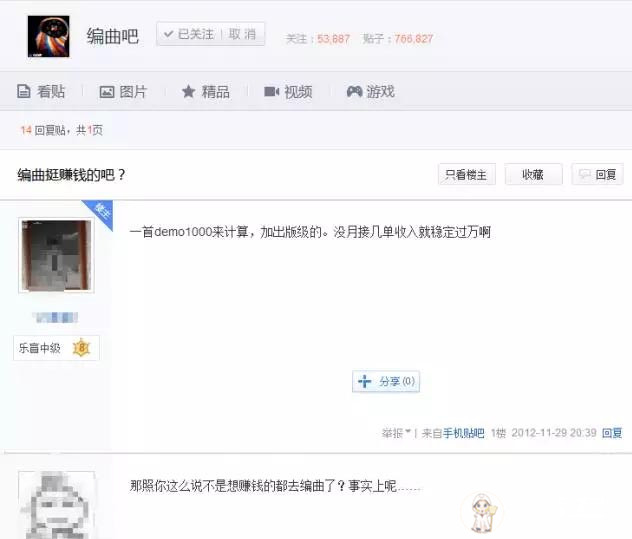 编曲吧 已关注 | 取消 关注：53,887 贴子：766,827
看贴 图片 精品 视频 游戏
14 回复贴，共1页
编曲挺赚钱的吧？ 只看楼主 收藏 回复
楼主
一首demo1000来计算，加出版级的。没月接几单收入就稳定过万啊
乐盲中级 8
分享(0)
举报 | 来自手机贴吧 1楼 2012-11-29 20:39 回复
那照你这么说不是想赚钱的都去编曲了？事实上呢……